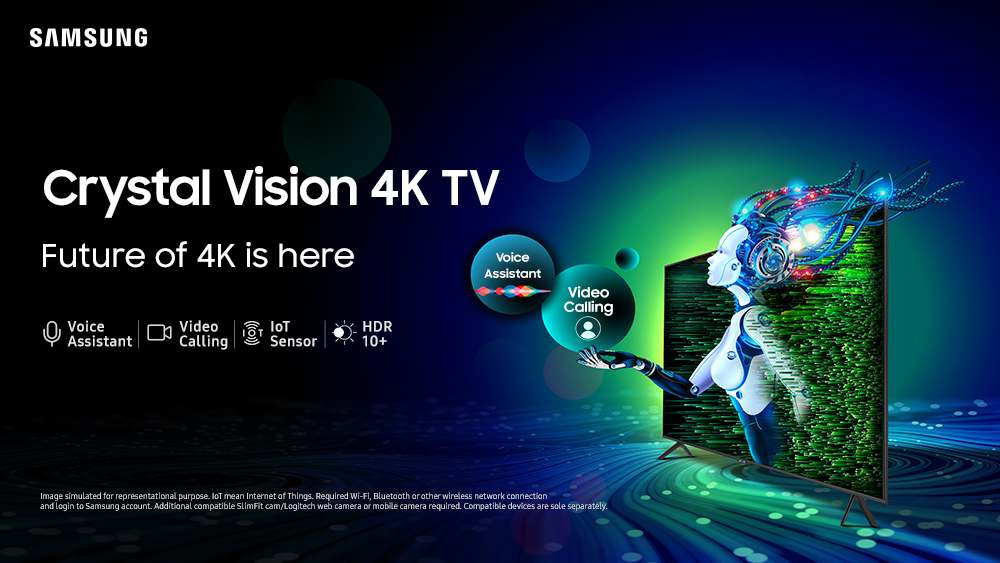 SAMSUNG
Crystal Vision 4K TV
Future of 4K is here
Voice
Assistant
Video
Calling
IoT
Sensor
HDR
10+
Voice
Assistant
Video
Calling
Image simulated for representational purpose. IoT mean Internet of Things. Required Wi-Fi, Bluetooth or other wireless network connection
and login to Samsung account. Additional compatible SlimFit cam/Logitech web camera or mobile camera required. Compatible devices are sole separately.